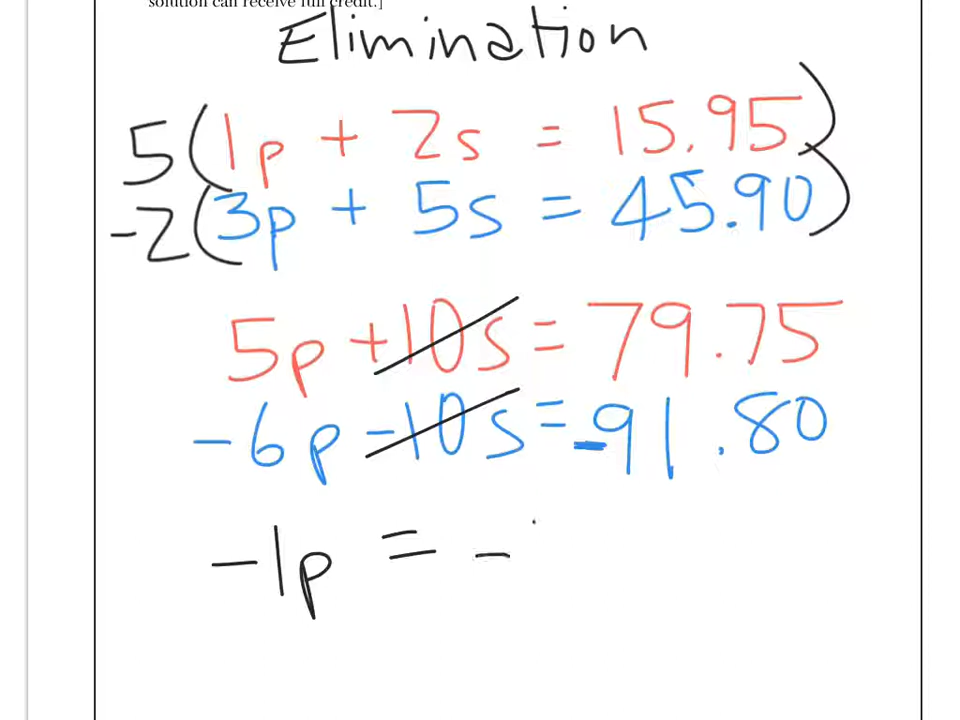 solution can receive full credit.]
Elimination
5(1p + 2s = 15.95)
-2(3p + 5s = 45.90)
5p +10s = 79.75
-6p -10s = -91.80
-1p = -